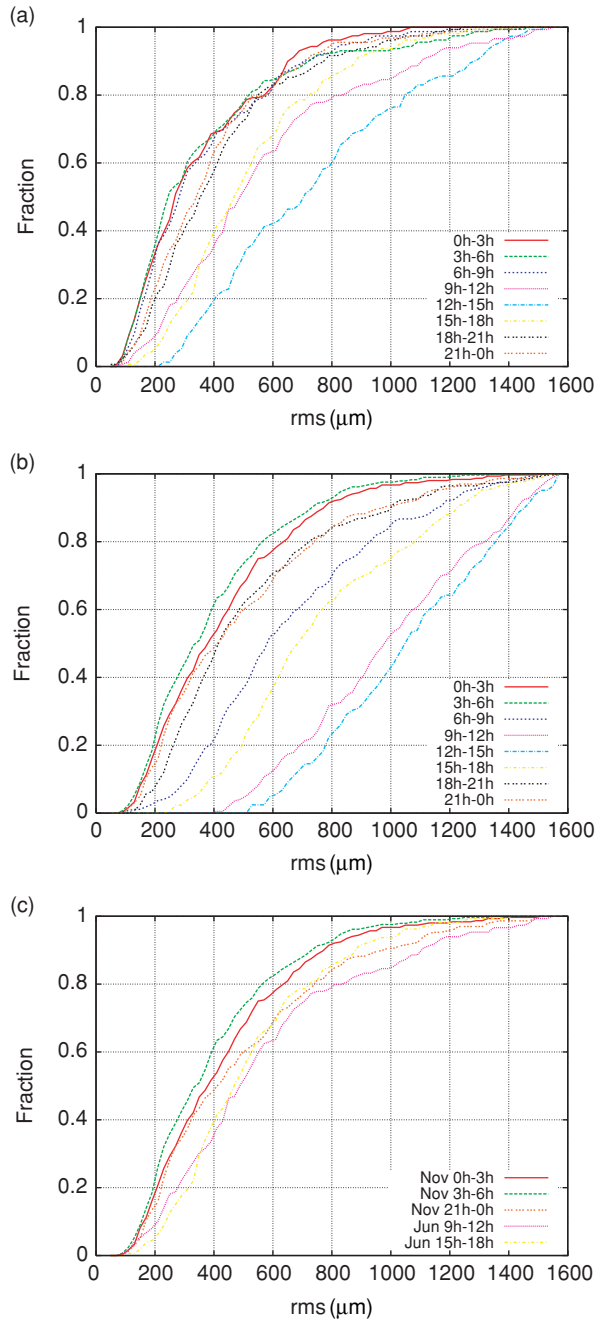 (a)
1
0.8
0.6
0.4
0.2
0
Fraction
0h-3h
3h-6h
6h-9h
9h-12h
12h-15h
15h-18h
18h-21h
21h-0h
0 200 400 600 800 1000 1200 1400 1600
rms (μm)
(b)
1
0.8
0.6
0.4
0.2
0
Fraction
0h-3h
3h-6h
6h-9h
9h-12h
12h-15h
15h-18h
18h-21h
21h-0h
0 200 400 600 800 1000 1200 1400 1600
rms (μm)
(c)
1
0.8
0.6
0.4
0.2
0
Fraction
Nov 0h-3h
Nov 3h-6h
Nov 21h-0h
Jun 9h-12h
Jun 15h-18h
0 200 400 600 800 1000 1200 1400 1600
rms (μm)